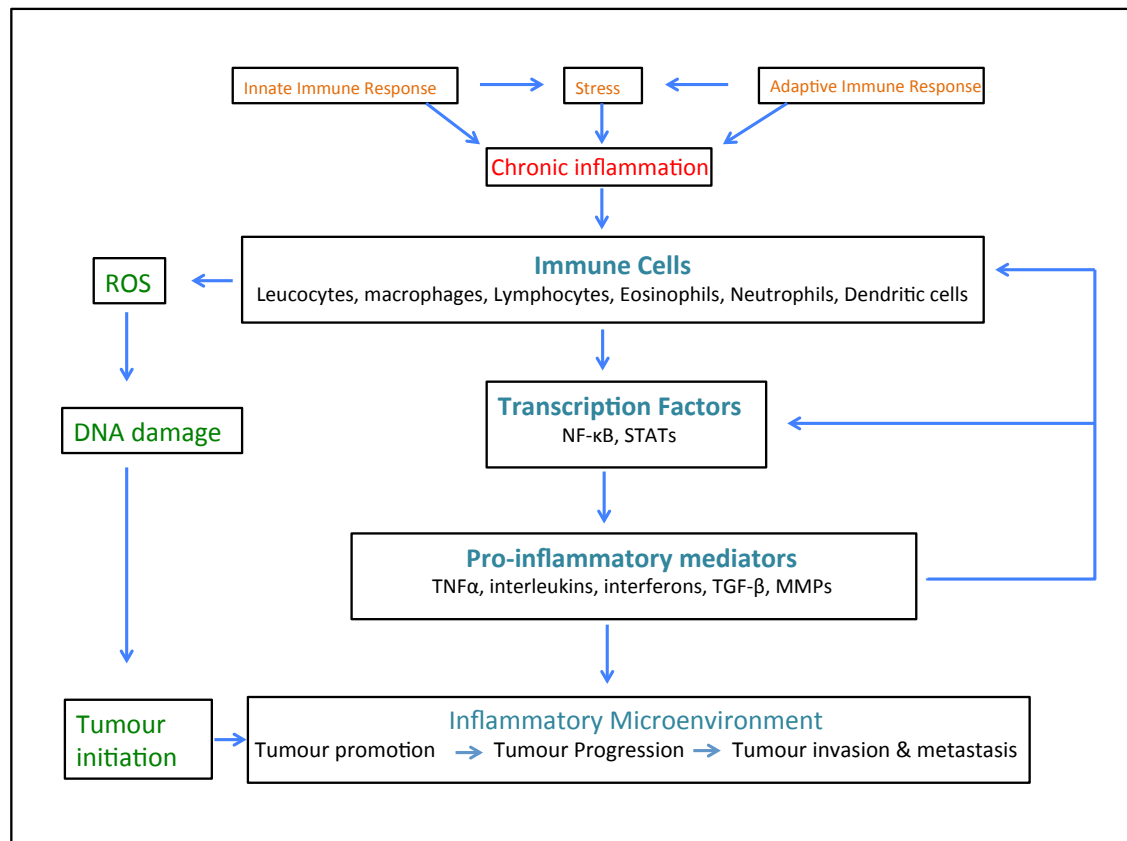 Innate Immune Response
Stress
Adaptive Immune Response
Chronic inflammation
Immune Cells
Leucocytes, macrophages, Lymphocytes, Eosinophils, Neutrophils, Dendritic cells
ROS
Transcription Factors
NF-κB, STATs
DNA damage
Pro-inflammatory mediators
TNFα, interleukins, interferons, TGF-β, MMPs
Tumour
initiation
Inflammatory Microenvironment
Tumour promotion
Tumour Progression
Tumour invasion & metastasis